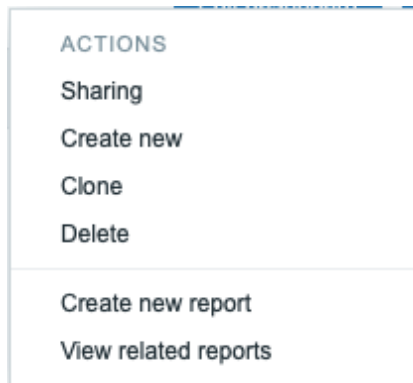 ACTIONS
Sharing
Create new
Clone
Delete
Create new report
View related reports